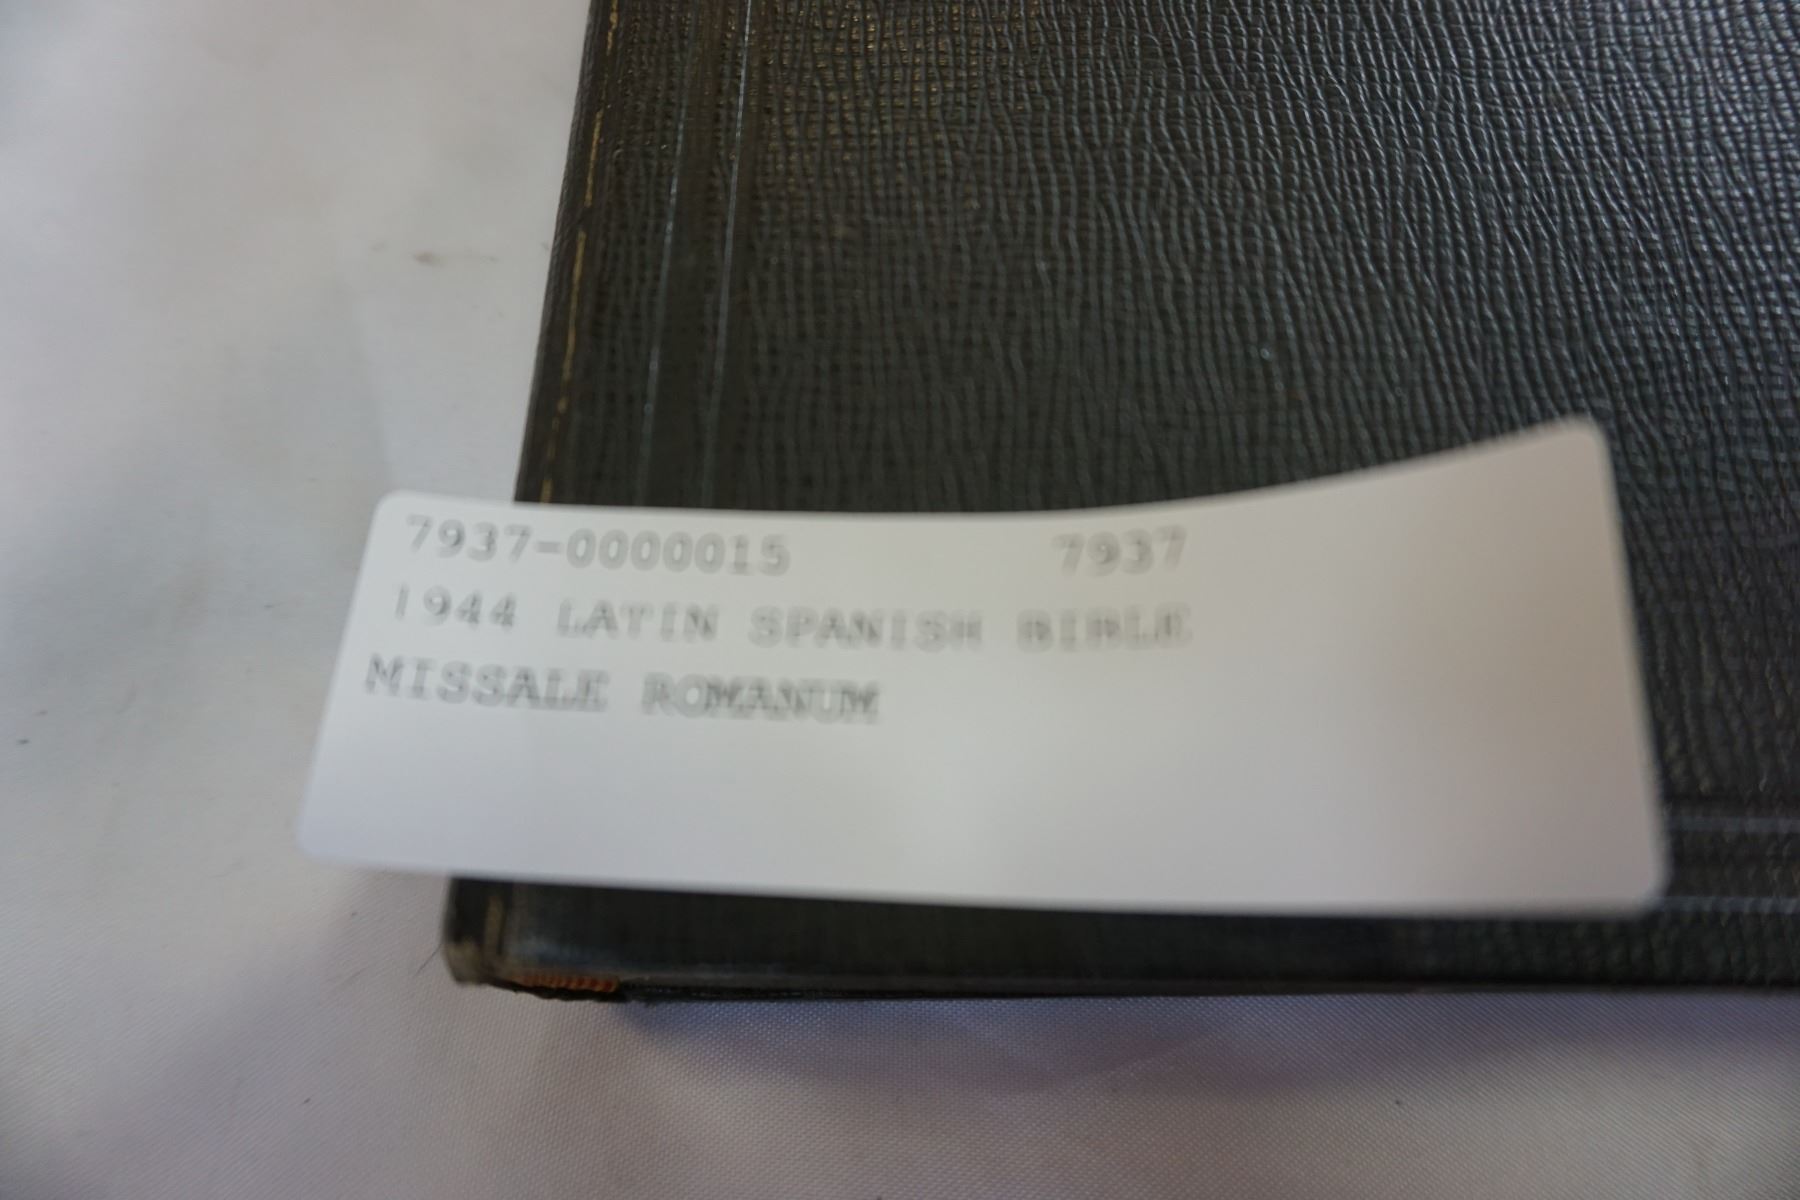 7937-0000015 7937
1944 LATIN SPANISH BIBLE
MISSALE ROMANUM